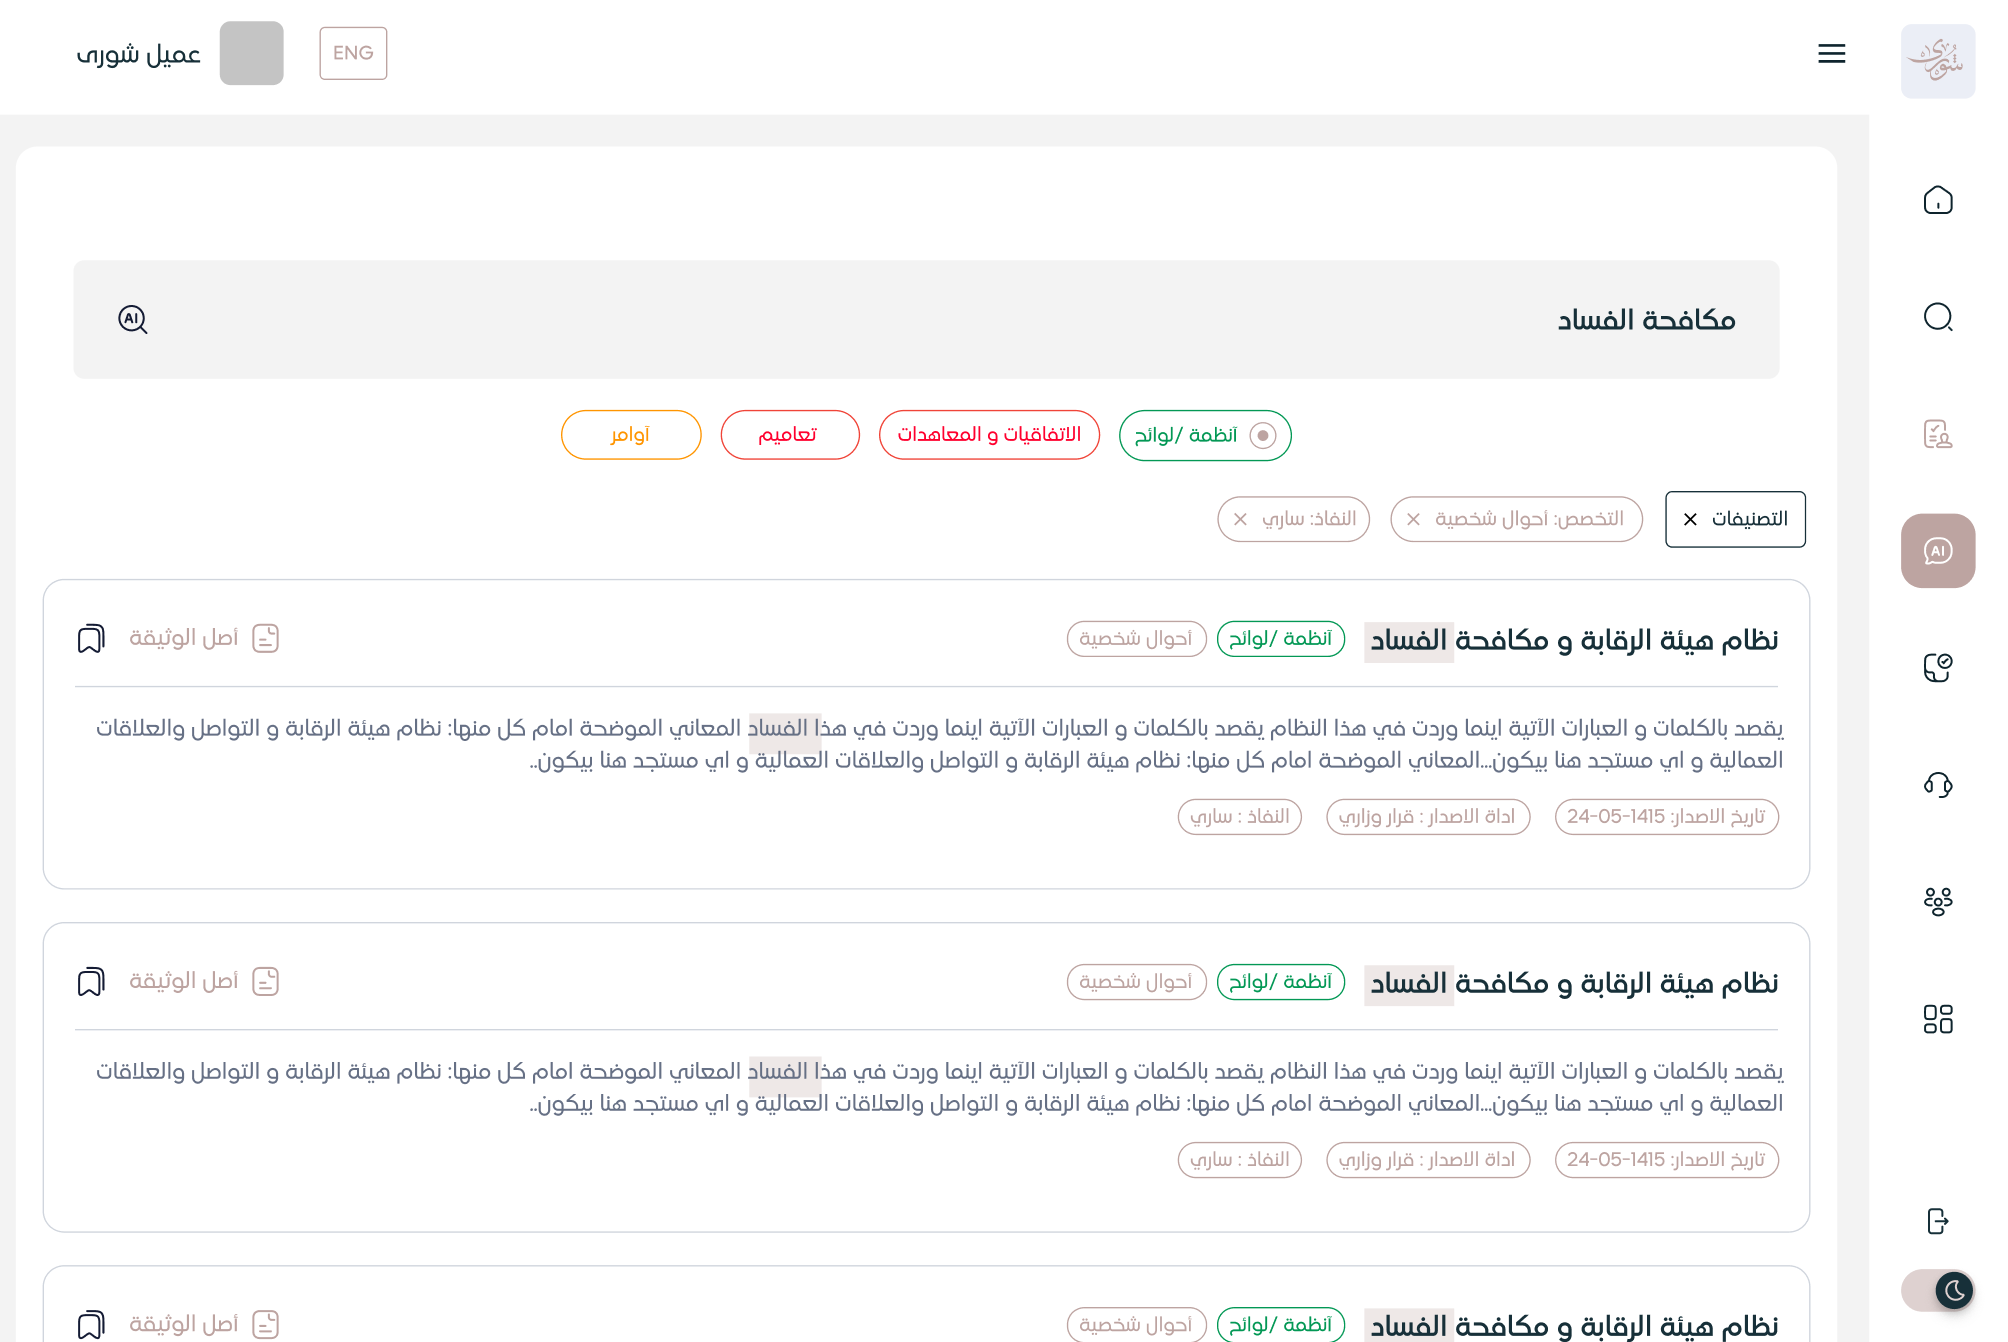 شورى
ENG
عميل شورى
مكافحة الفساد
AI
آنظمة /لوائح
الاتفاقيات و المعاهدات
تعاميم
آوامر
التصنيفات
التخصص: أحوال شخصية
النفاذ: ساري
AI
نظام هيئة الرقابة و مكافحة الفساد آنظمة /لوائح أحوال شخصية أصل الوثيقة
يقصد بالكلمات و العبارات الآتية اينما وردت في هذا النظام يقصد بالكلمات و العبارات الآتية اينما وردت في هذا الفساد المعاني الموضحة امام كل منها: نظام هيئة الرقابة و التواصل والعلاقات
العمالية و اي مستجد هنا بيكون...المعاني الموضحة امام كل منها: نظام هيئة الرقابة و التواصل والعلاقات العمالية و اي مستجد هنا بيكون..
تاريخ الاصدار: 1415-05-24 اداة الاصدار : قرار وزاري النفاذ : ساري
نظام هيئة الرقابة و مكافحة الفساد آنظمة /لوائح أحوال شخصية أصل الوثيقة
يقصد بالكلمات و العبارات الآتية اينما وردت في هذا النظام يقصد بالكلمات و العبارات الآتية اينما وردت في هذا الفساد المعاني الموضحة امام كل منها: نظام هيئة الرقابة و التواصل والعلاقات
العمالية و اي مستجد هنا بيكون...المعاني الموضحة امام كل منها: نظام هيئة الرقابة و التواصل والعلاقات العمالية و اي مستجد هنا بيكون..
تاريخ الاصدار: 1415-05-24 اداة الاصدار : قرار وزاري النفاذ : ساري
نظام هيئة الرقابة و مكافحة الفساد آنظمة /لوائح أحوال شخصية أصل الوثيقة